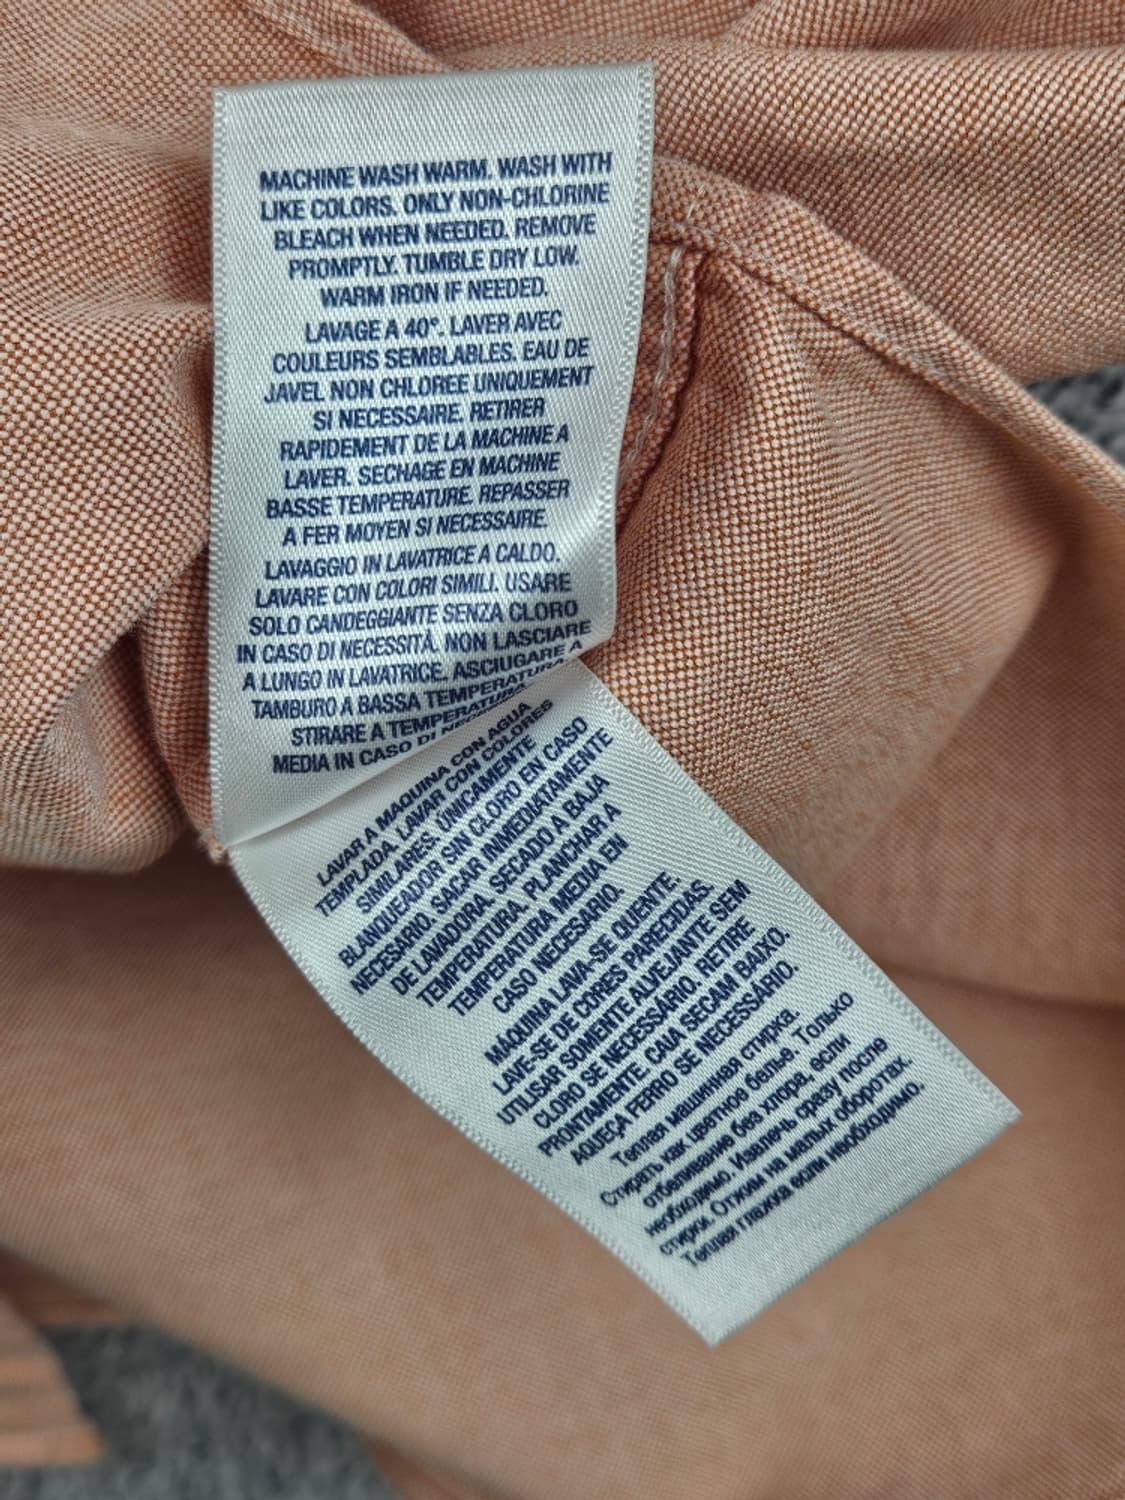 MACHINE WASH WARM. WASH WITH
LIKE COLORS. ONLY NON-CHLORINE
BLEACH WHEN NEEDED. REMOVE
PROMPTLY. TUMBLE DRY LOW.
WARM IRON IF NEEDED.
LAVAGE A 40°. LAVER AVEC
COULEURS SEMBLABLES. EAU DE
JAVEL NON CHLOREE UNIQUEMENT
SI NECESSAIRE. RETIRER
RAPIDEMENT DE LA MACHINE A
LAVER. SECHAGE EN MACHINE
BASSE TEMPERATURE. REPASSER
A FER MOYEN SI NECESSAIRE.
LAVAGGIO IN LAVATRICE A CALDO.
LAVARE CON COLORI SIMILI. USARE
SOLO CANDEGGIANTE SENZA CLORO
IN CASO DI NECESSITÀ. NON LASCIARE
A LUNGO IN LAVATRICE. ASCIUGARE A
TAMBURO A BASSA TEMPERATURA.
STIRARE A TEMPERATURA
MEDIA IN CASO DI
LAVAR A MAQUINA CON AGUA
TEMPLADA. LAVAR CON COLORES
SIMILARES. ÚNICAMENTE
BLANQUEADOR SIN CLORO EN CASO
NECESARIO. SACAR INMEDIATAMENTE
DE LAVADORA. SECADO A BAJA
TEMPERATURA. PLANCHAR A
TEMPERATURA MEDIA EN
CASO NECESARIO.
MÁQUINA LAVA-SE QUENTE.
LAVE-SE DE CORES PARECIDAS.
UTILISAR SOMENTE ALVEJANTE SEM
CLORO SE NECESSÁRIO. RETIRE
PRONTAMENTE. CAIA SECAM BAIXO.
AQUEÇA FERRO SE NECESSÁRIO.
Теплая машинная стирка.
Стирать как цветное белье. Только
отбеливание без хлора, если
необходимо. Извлечь сразу после
стирки. Отжим на малых оборотах.
Теплая глажка если необходимо.